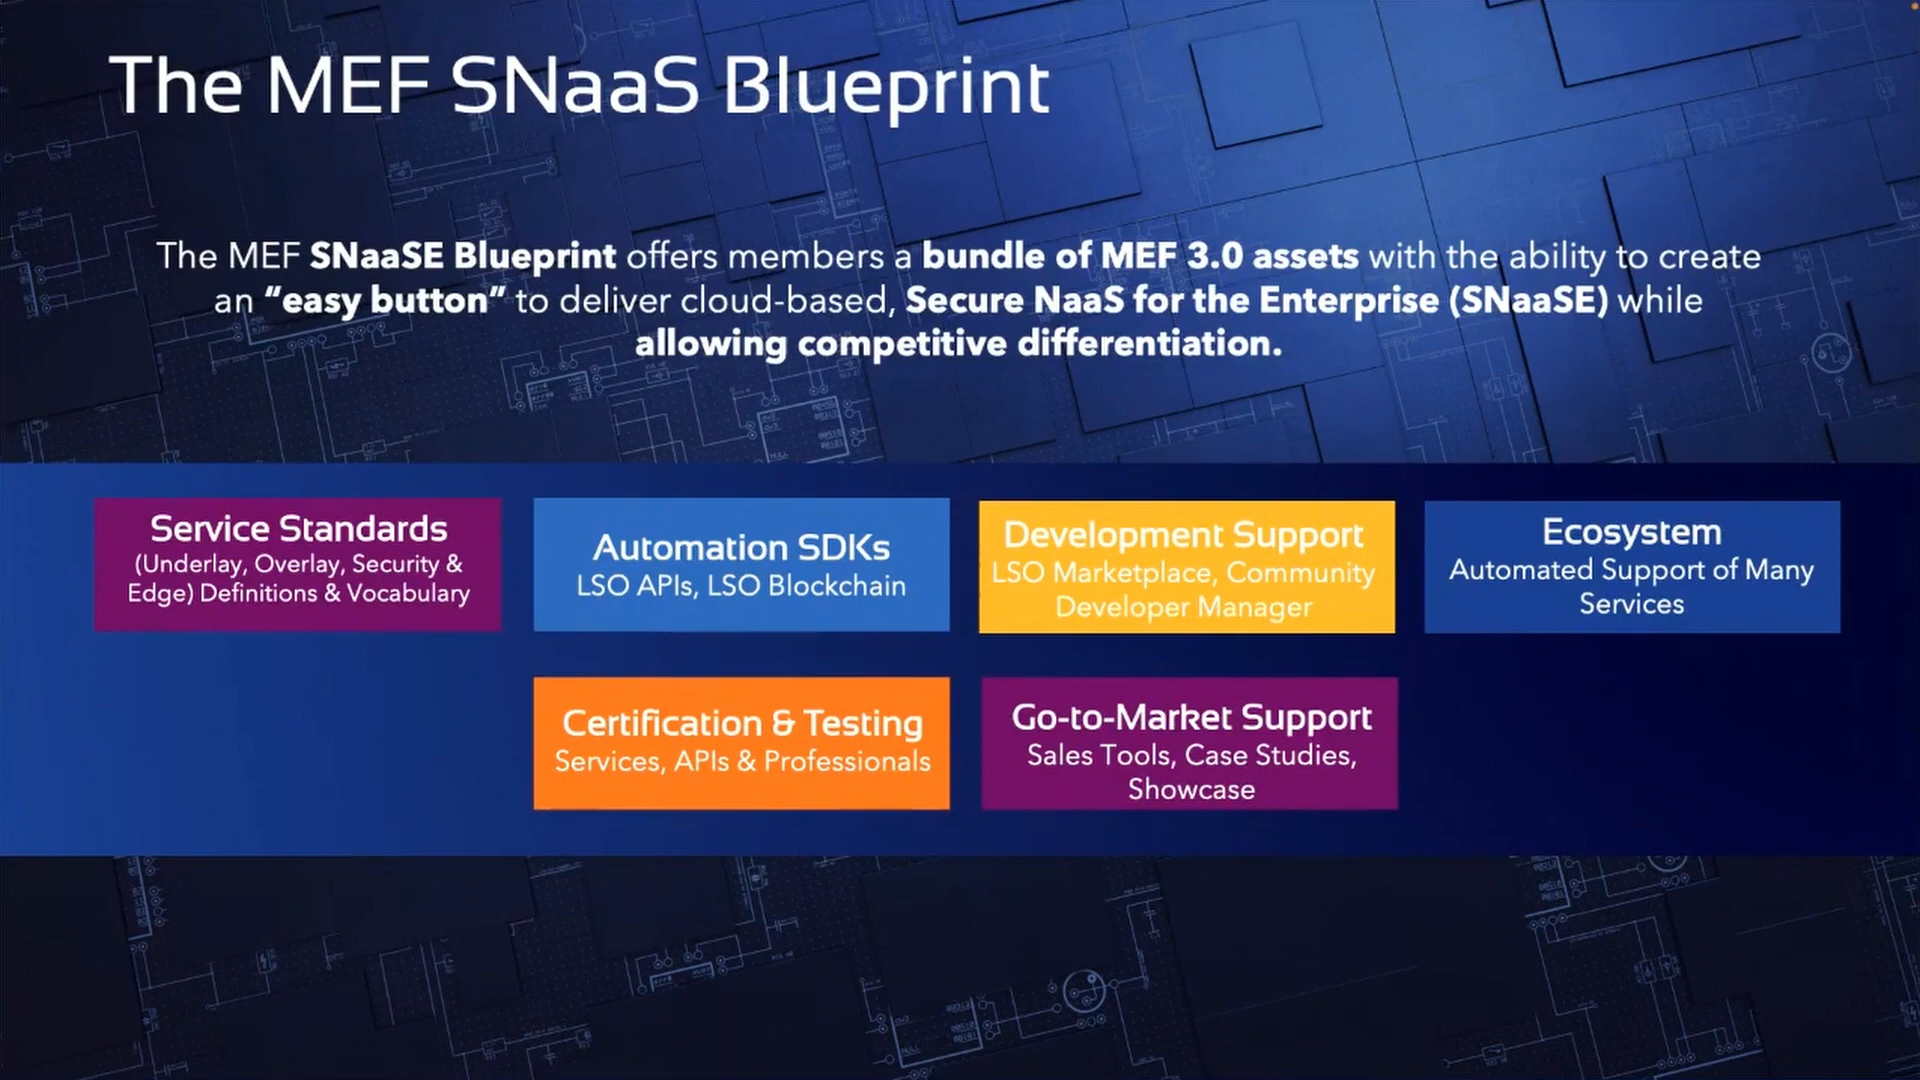 The MEF SNaaS Blueprint
The MEF SNaaSE Blueprint offers members a bundle of MEF 3.0 assets with the ability to create
an “easy button” to deliver cloud-based, Secure NaaS for the Enterprise (SNaaSE) while
allowing competitive differentiation.
Service Standards
(Underlay, Overlay, Security &
Edge) Definitions & Vocabulary
Automation SDKs
LSO APIs, LSO Blockchain
Development Support
LSO Marketplace, Community
Developer Manager
Ecosystem
Automated Support of Many
Services
Certification & Testing
Services, APIs & Professionals
Go-to-Market Support
Sales Tools, Case Studies,
Showcase